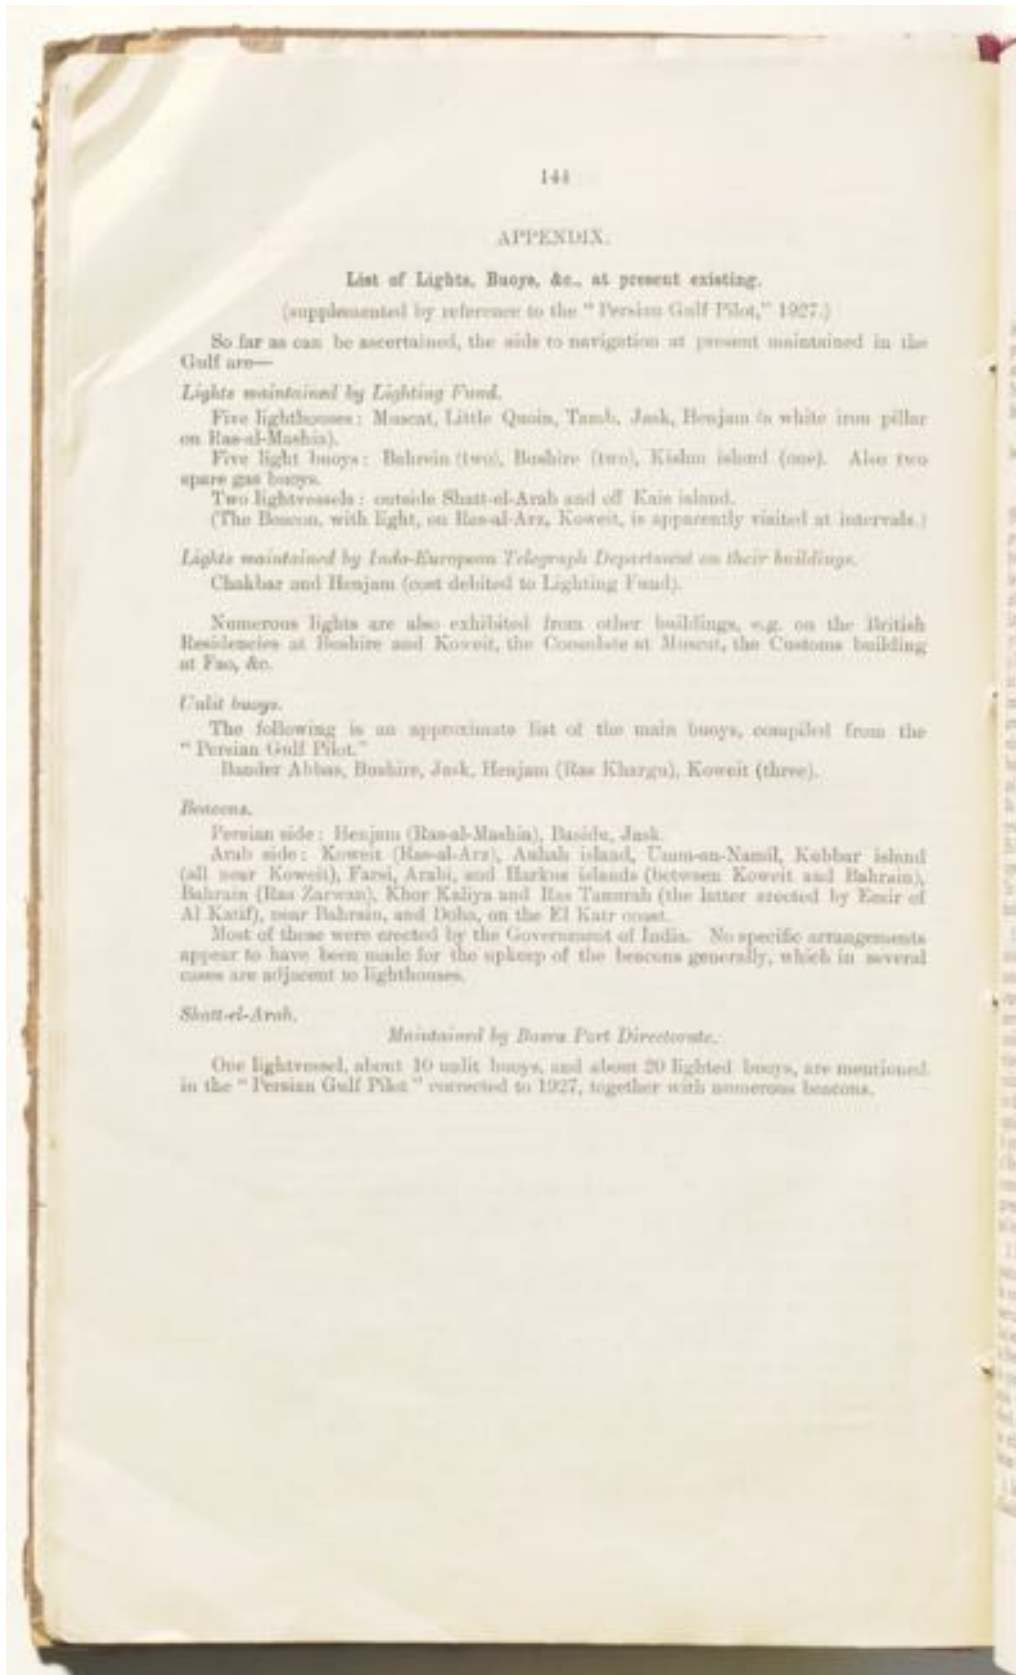 144
APPENDIX.
List of Lights, Buoys, &c., at present existing.
(supplemented by reference to the "Persian Gulf Pilot," 1927.)
So far as can be ascertained, the aids to navigation at present maintained in the
Gulf are—
Lights maintained by Lighting Fund.
Five lighthouses: Muscat, Little Quoin, Tamb, Jask, Henjam (a white iron pillar
on Ras-al-Mashia).
Five light buoys: Bahrein (two), Bushire (two), Kishm island (one). Also two
spare gas buoys.
Two lightvessels: outside Shatt-el-Arab and off Kais island.
(The Beacon, with light, on Ras-al-Arz, Koweit, is apparently visited at intervals.)
Lights maintained by Indo-European Telegraph Department on their buildings.
Chahbar and Henjam (cost debited to Lighting Fund).
Numerous lights are also exhibited from other buildings, e.g. on the British
Residencies at Bushire and Koweit, the Consulate at Muscat, the Customs building
at Fao, &c.
Unlit buoys.
The following is an approximate list of the main buoys, compiled from the
"Persian Gulf Pilot."
Bander Abbas, Bushire, Jask, Henjam (Ras Khargu), Koweit (three).
Beacons.
Persian side: Henjam (Ras-al-Mashia), Basidu, Jask.
Arab side: Koweit (Ras-al-Arz), Auhah island, Umm-an-Namil, Kubbar island
(all near Koweit), Farsi, Arabi, and Harkus islands (between Koweit and Bahrain),
Bahrain (Ras Zarwan), Khor Kaliya and Ras Tanurah (the latter erected by Emir of
Al Katif), near Bahrain, and Doha, on the El Katr coast.
Most of these were erected by the Government of India. No specific arrangements
appear to have been made for the upkeep of the beacons generally, which in several
cases are adjacent to lighthouses.
Shatt-el-Arab.
Maintained by Basra Port Directorate.
One lightvessel, about 10 unlit buoys, and about 20 lighted buoys, are mentioned
in the "Persian Gulf Pilot" corrected to 1927, together with numerous beacons.